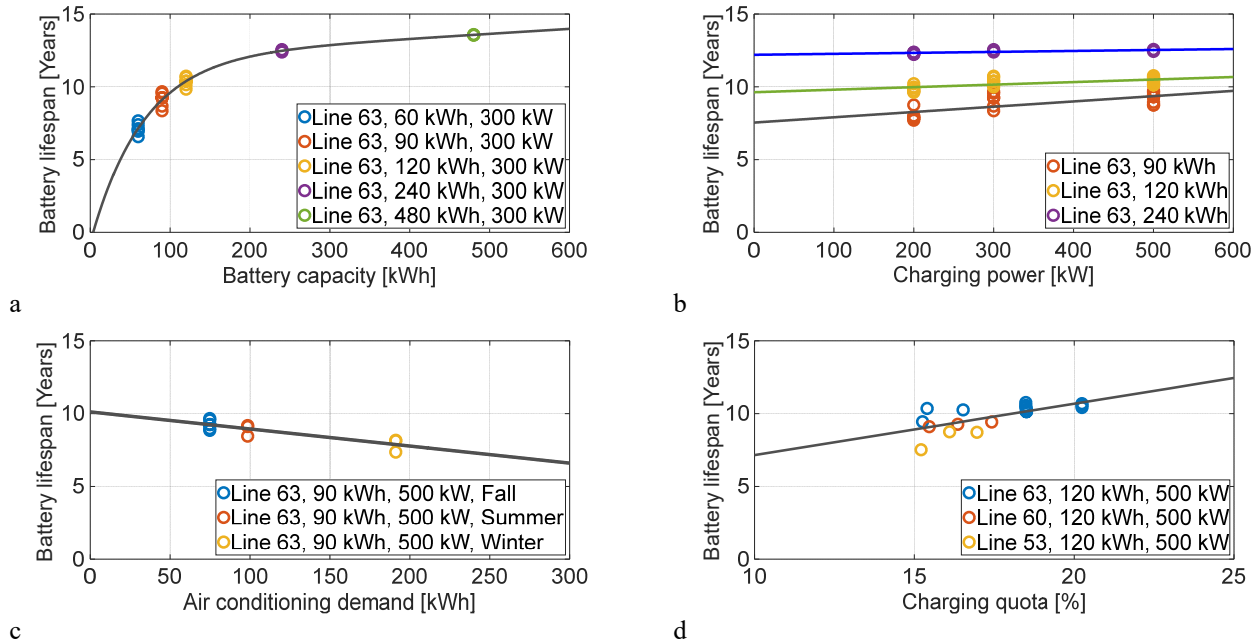 15
10
5
0
Battery lifespan [Years]
Line 63, 60 kWh, 300 kW
Line 63, 90 kWh, 300 kW
Line 63, 120 kWh, 300 kW
Line 63, 240 kWh, 300 kW
Line 63, 480 kWh, 300 kW
0 100 200 300 400 500 600
Battery capacity [kWh]
a
15
10
5
0
Battery lifespan [Years]
Line 63, 90 kWh
Line 63, 120 kWh
Line 63, 240 kWh
0 100 200 300 400 500 600
Charging power [kW]
b
15
10
5
0
Battery lifespan [Years]
Line 63, 90 kWh, 500 kW, Fall
Line 63, 90 kWh, 500 kW, Summer
Line 63, 90 kWh, 500 kW, Winter
0 50 100 150 200 250 300
Air conditioning demand [kWh]
c
15
10
5
0
Battery lifespan [Years]
Line 63, 120 kWh, 500 kW
Line 60, 120 kWh, 500 kW
Line 53, 120 kWh, 500 kW
10 15 20 25
Charging quota [%]
d